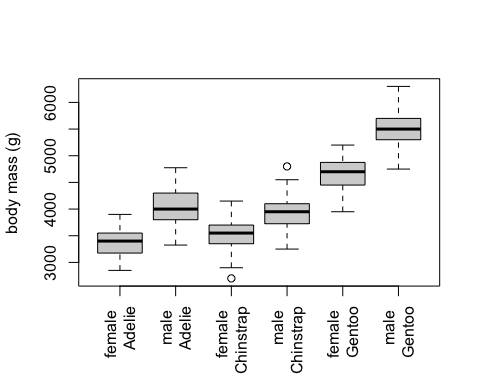 body mass (g)
6000
5000
4000
3000
female
Adelie
male
Adelie
female
Chinstrap
male
Chinstrap
female
Gentoo
male
Gentoo